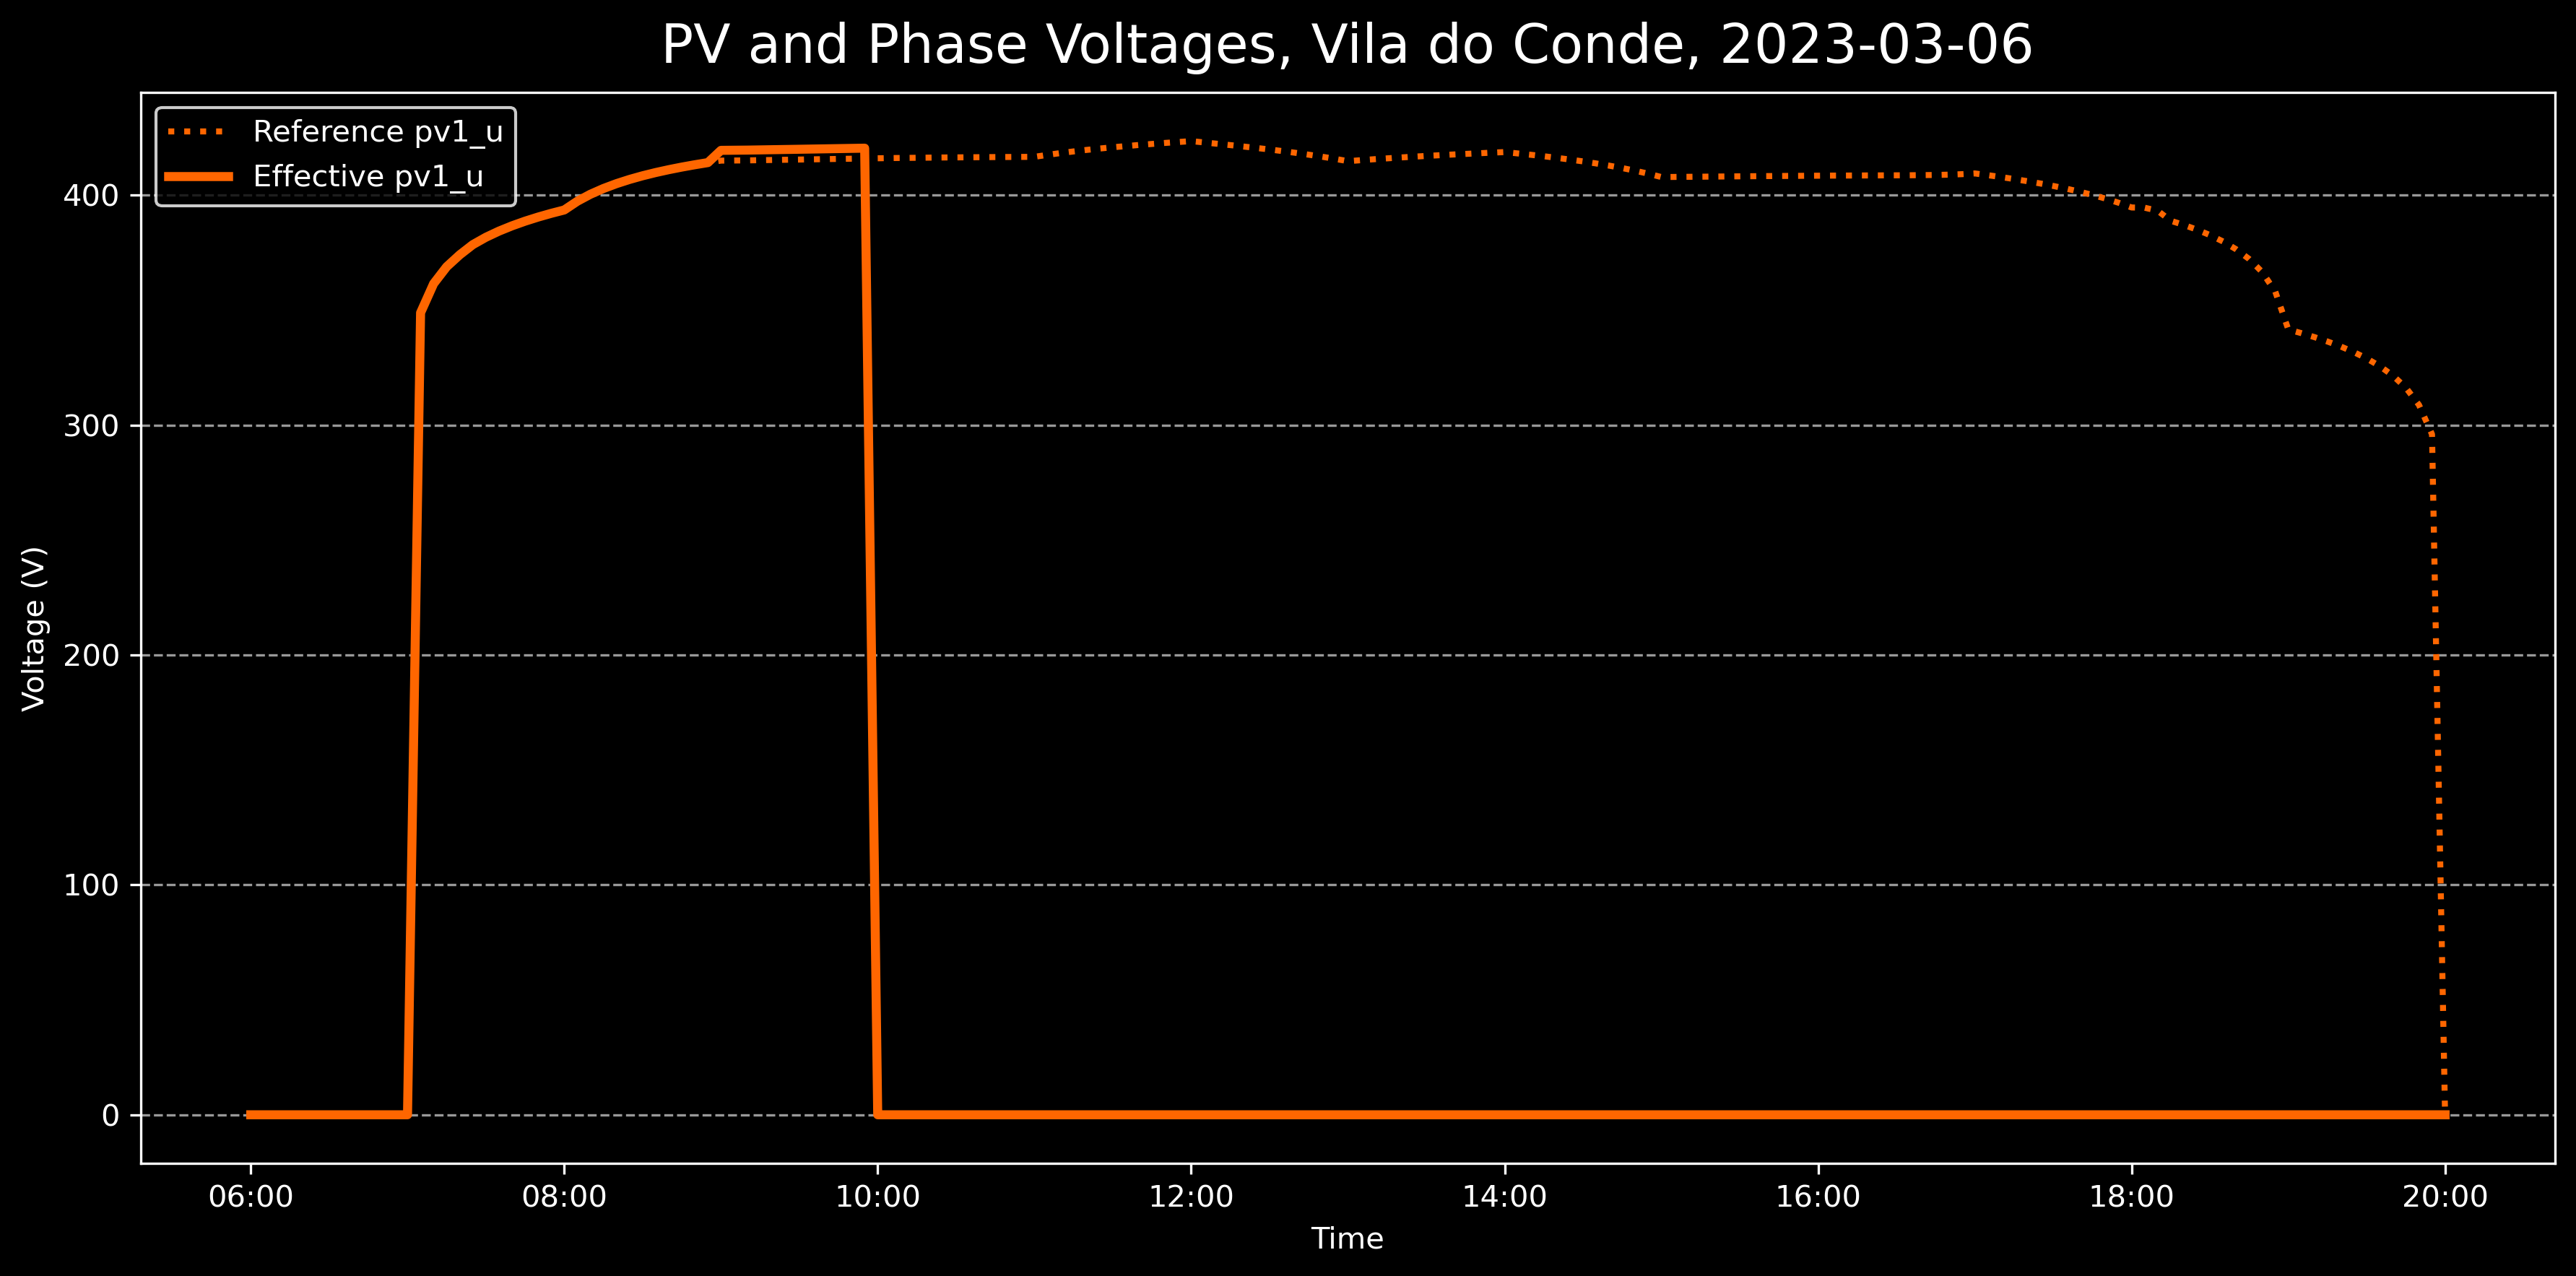 PV and Phase Voltages, Vila do Conde, 2023-03-06
Reference pv1_u
Effective pv1_u
Voltage (V)
400
300
200
100
0
06:00 08:00 10:00 12:00 14:00 16:00 18:00 20:00
Time